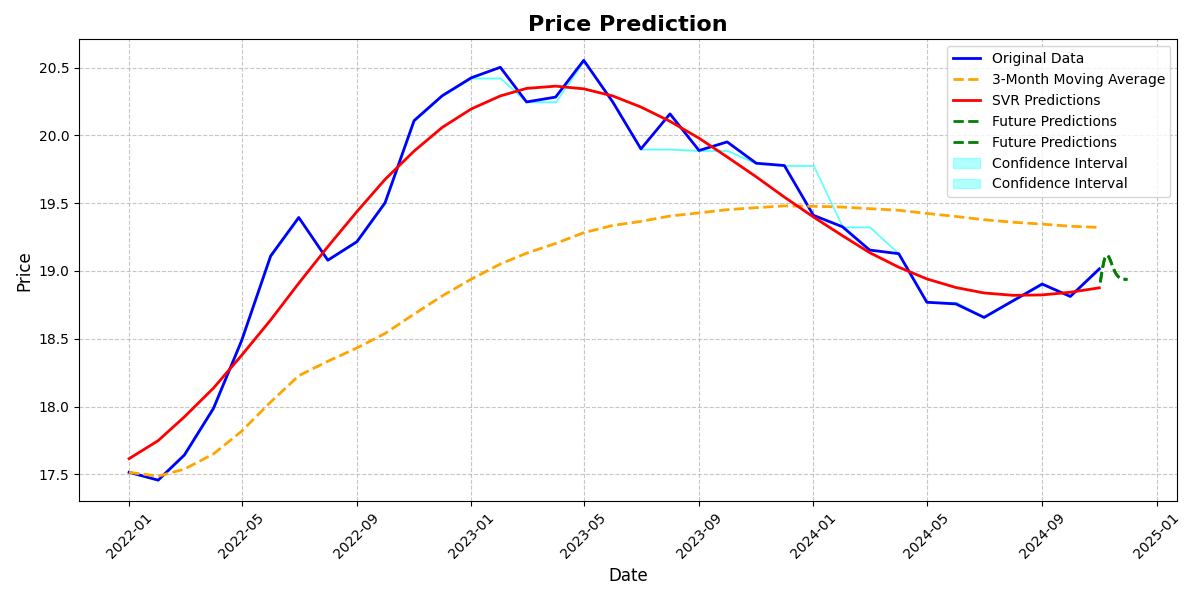 Price Prediction
Original Data
3-Month Moving Average
SVR Predictions
Future Predictions
Future Predictions
Confidence Interval
Confidence Interval
Price
20.5
20.0
19.5
19.0
18.5
18.0
17.5
2022-01
2022-05
2022-09
2023-01
2023-05
2023-09
2024-01
2024-05
2024-09
2025-01
Date